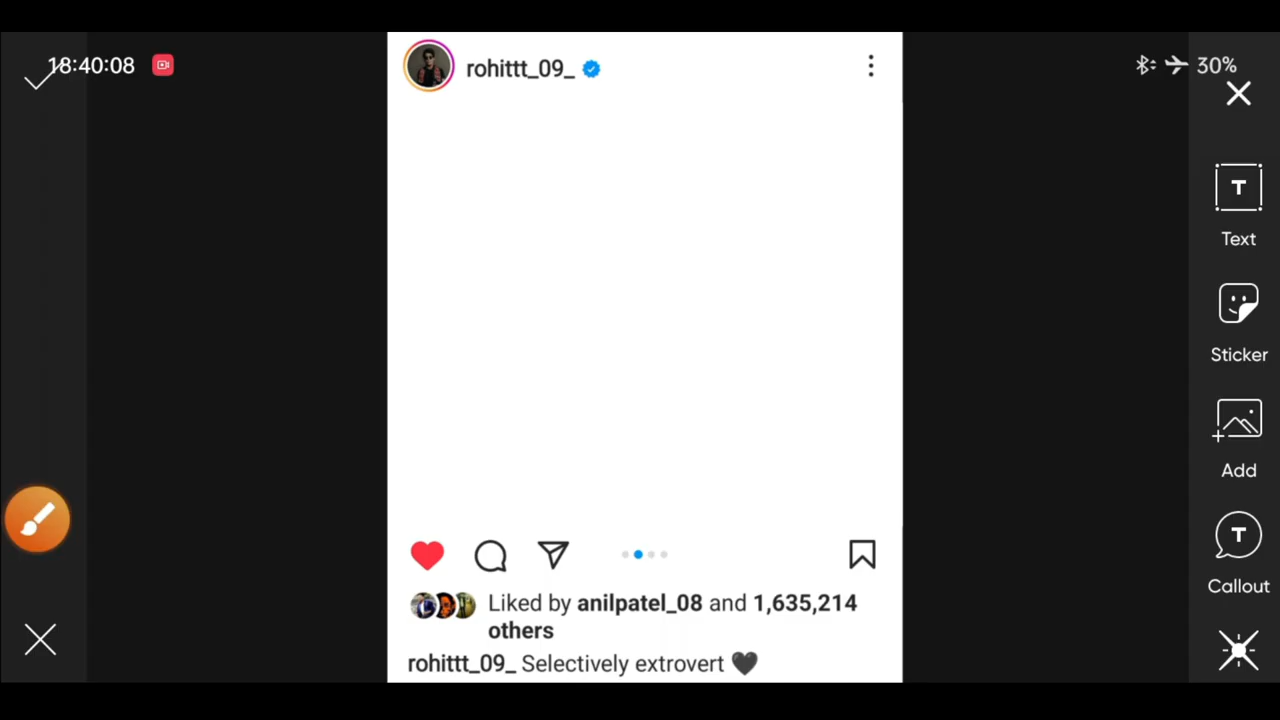 18:40:08
30%
rohittt_09_
T
Text
Sticker
Add
T
Callout
Liked by anilpatel_08 and 1,635,214
others
rohittt_09_ Selectively extrovert 🖤